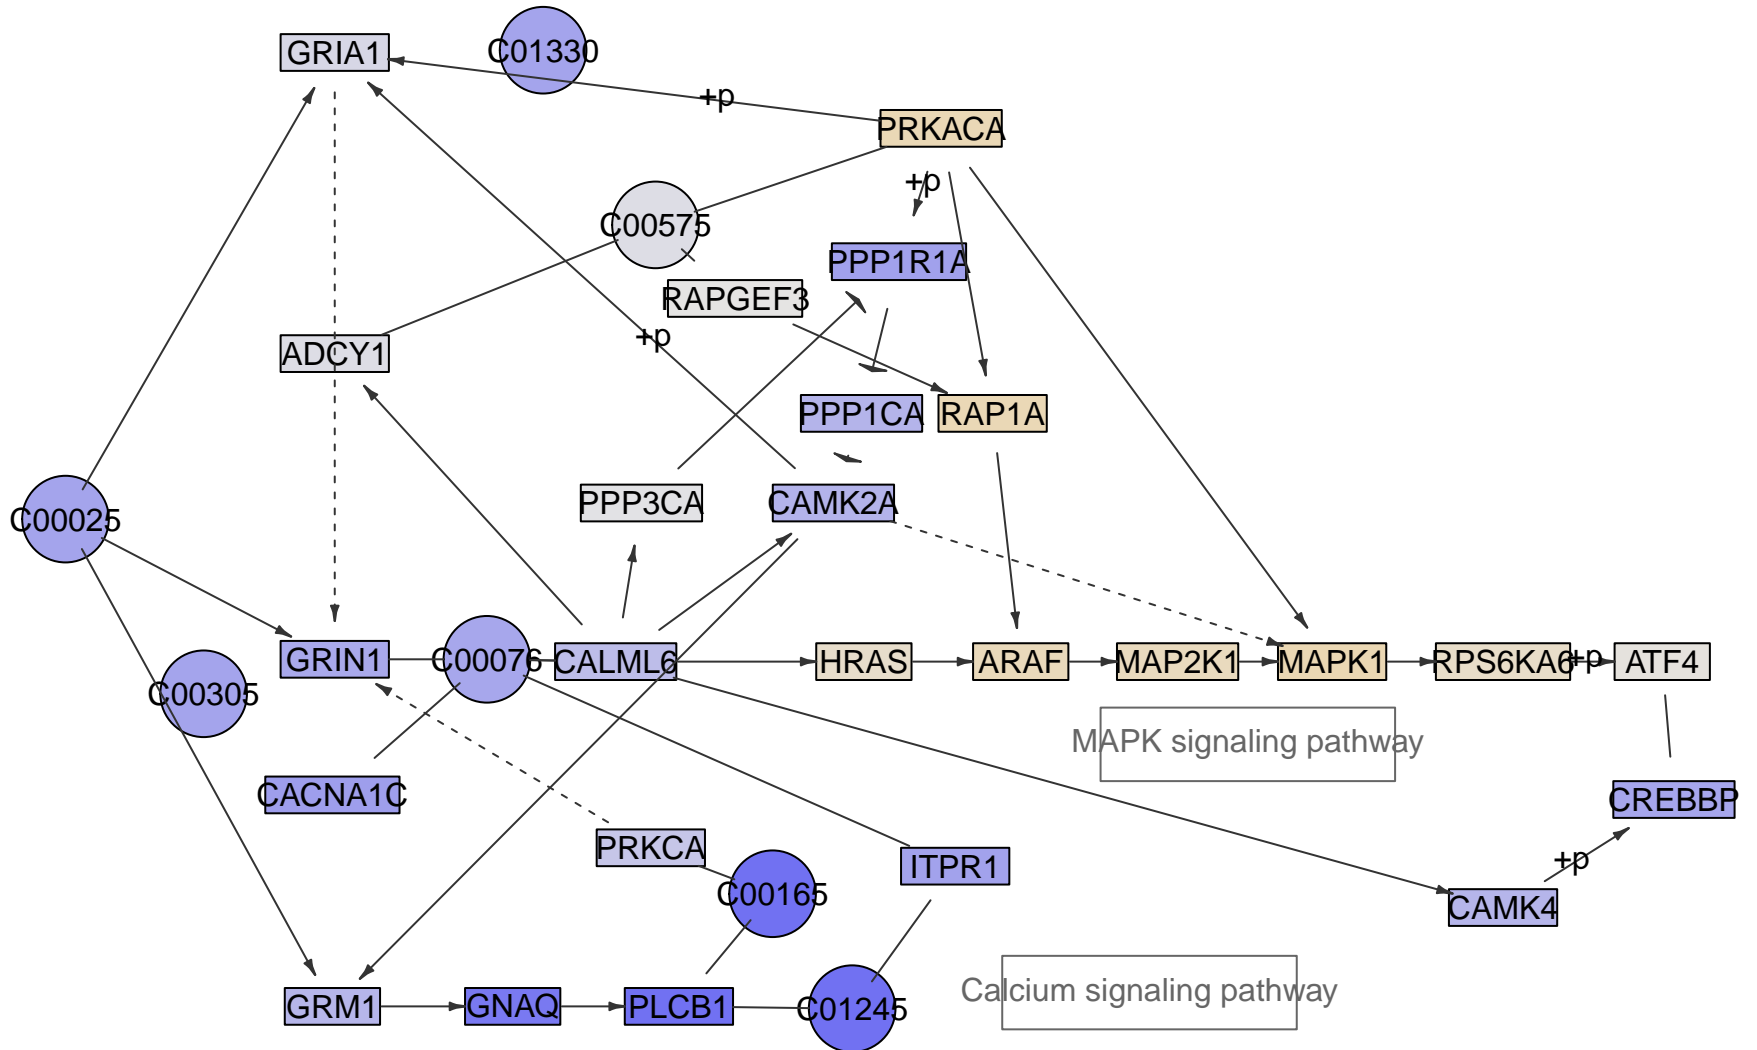 GRIA1
C01330
+p
PRKACA
+p
C00575
PPP1R1A
RAPGEF3
ADCY1
+p
PPP1CA
RAP1A
PPP3CA
CAMK2A
C00025
GRIN1
C00076
CALML6
HRAS
ARAF
MAP2K1
MAPK1
RPS6KA6
+p
ATF4
C00305
MAPK signaling pathway
CACNA1C
CREBBP
PRKCA
ITPR1
+p
C00165
CAMK4
Calcium signaling pathway
GRM1
GNAQ
PLCB1
C01245